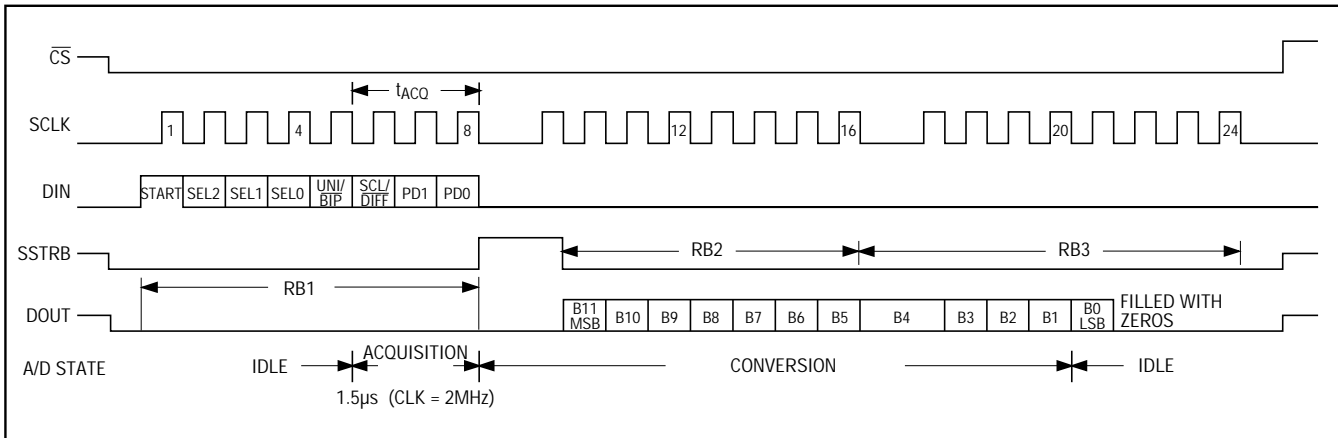 CS
tACQ
SCLK 1 4 8 12 16 20 24
DIN START SEL2 SEL1 SEL0 UNI/BIP SCL/DIFF PD1 PD0
SSTRB RB2 RB3
RB1
DOUT B11 MSB B10 B9 B8 B7 B6 B5 B4 B3 B2 B1 B0 LSB FILLED WITH ZEROS
A/D STATE IDLE ACQUISITION CONVERSION IDLE
1.5µs (CLK = 2MHz)